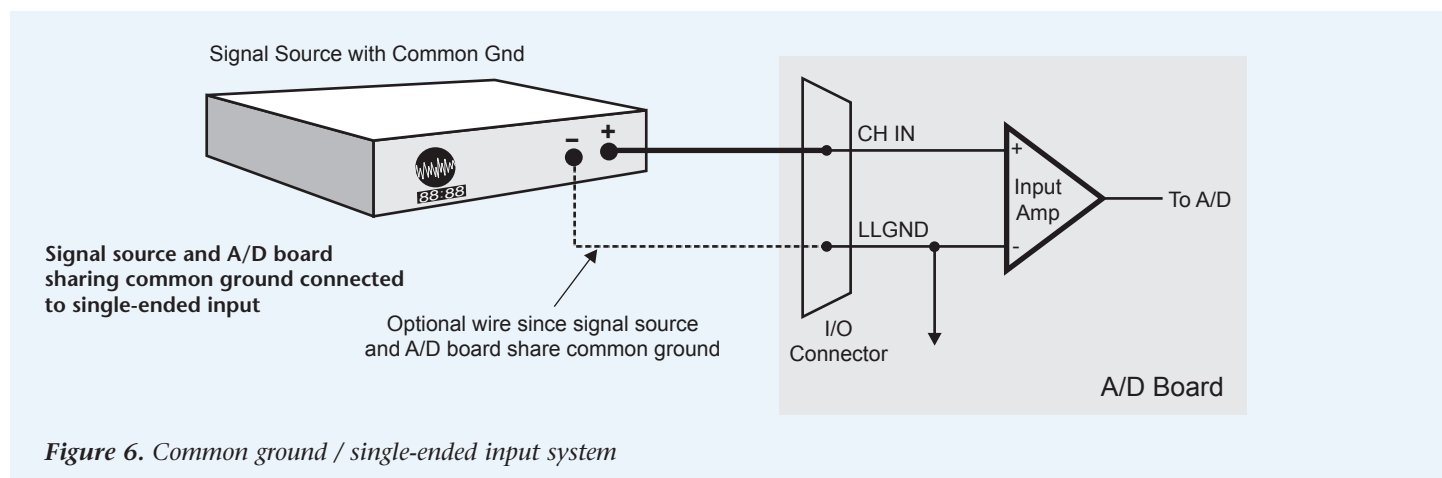 Signal Source with Common Gnd
− +
88:88
CH IN
+
Input
Amp
To A/D
LLGND
-
Signal source and A/D board
sharing common ground connected
to single-ended input
Optional wire since signal source
and A/D board share common ground
I/O
Connector
A/D Board
Figure 6. Common ground / single-ended input system